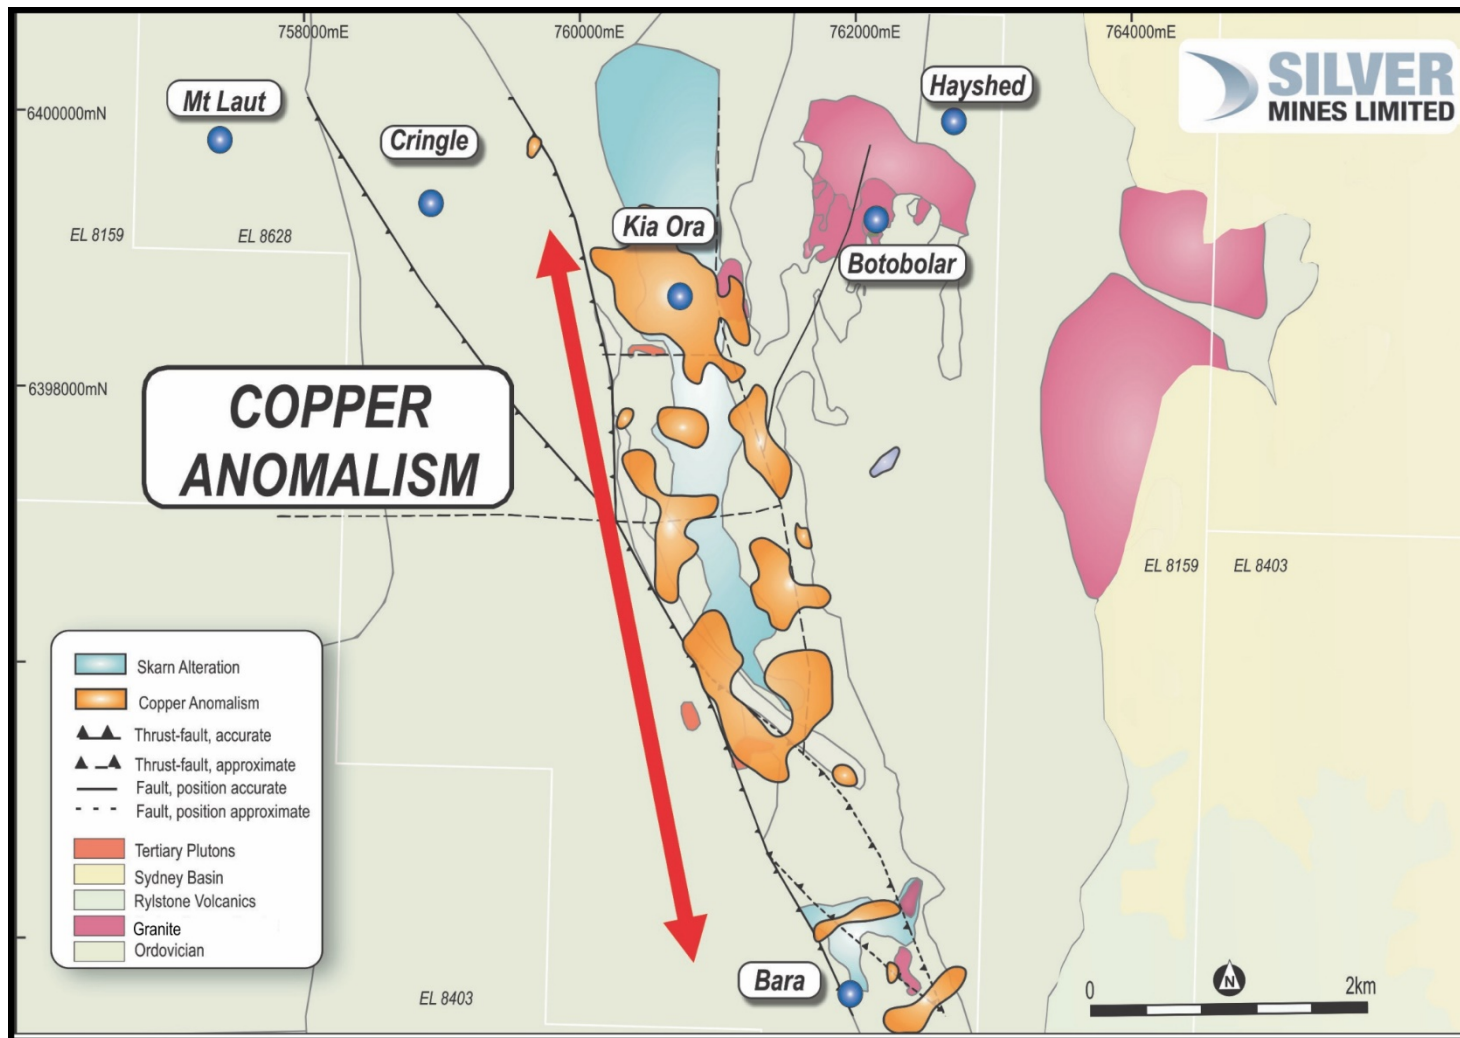 758000mE
760000mE
762000mE
764000mE
SILVER
MINES LIMITED
6400000mN
Mt Laut
Cringle
Hayshed
EL 8159
EL 8628
Kia Ora
Botobolar
6398000mN
COPPER
ANOMALISM
EL 8159
EL 8403
Skarn Alteration
Copper Anomalism
Thrust-fault, accurate
Thrust-fault, approximate
Fault, position accurate
Fault, position approximate
Tertiary Plutons
Sydney Basin
Rylstone Volcanics
Granite
Ordovician
EL 8403
Bara
0
N
2km